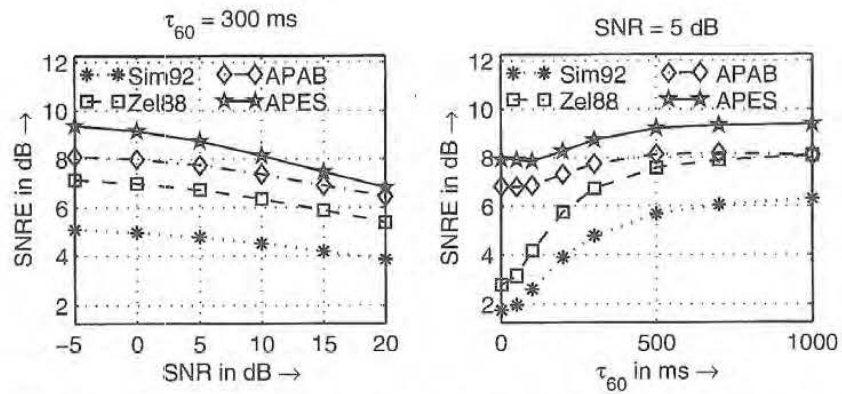 τ60 = 300 ms
12
10
8
6
4
2
SNRE in dB →
Sim92
APAB
Zel88
APES
-5
0
5
10
15
20
SNR in dB →
SNR = 5 dB
12
10
8
6
4
2
SNRE in dB →
Sim92
APAB
Zel88
APES
0
500
1000
τ60 in ms →